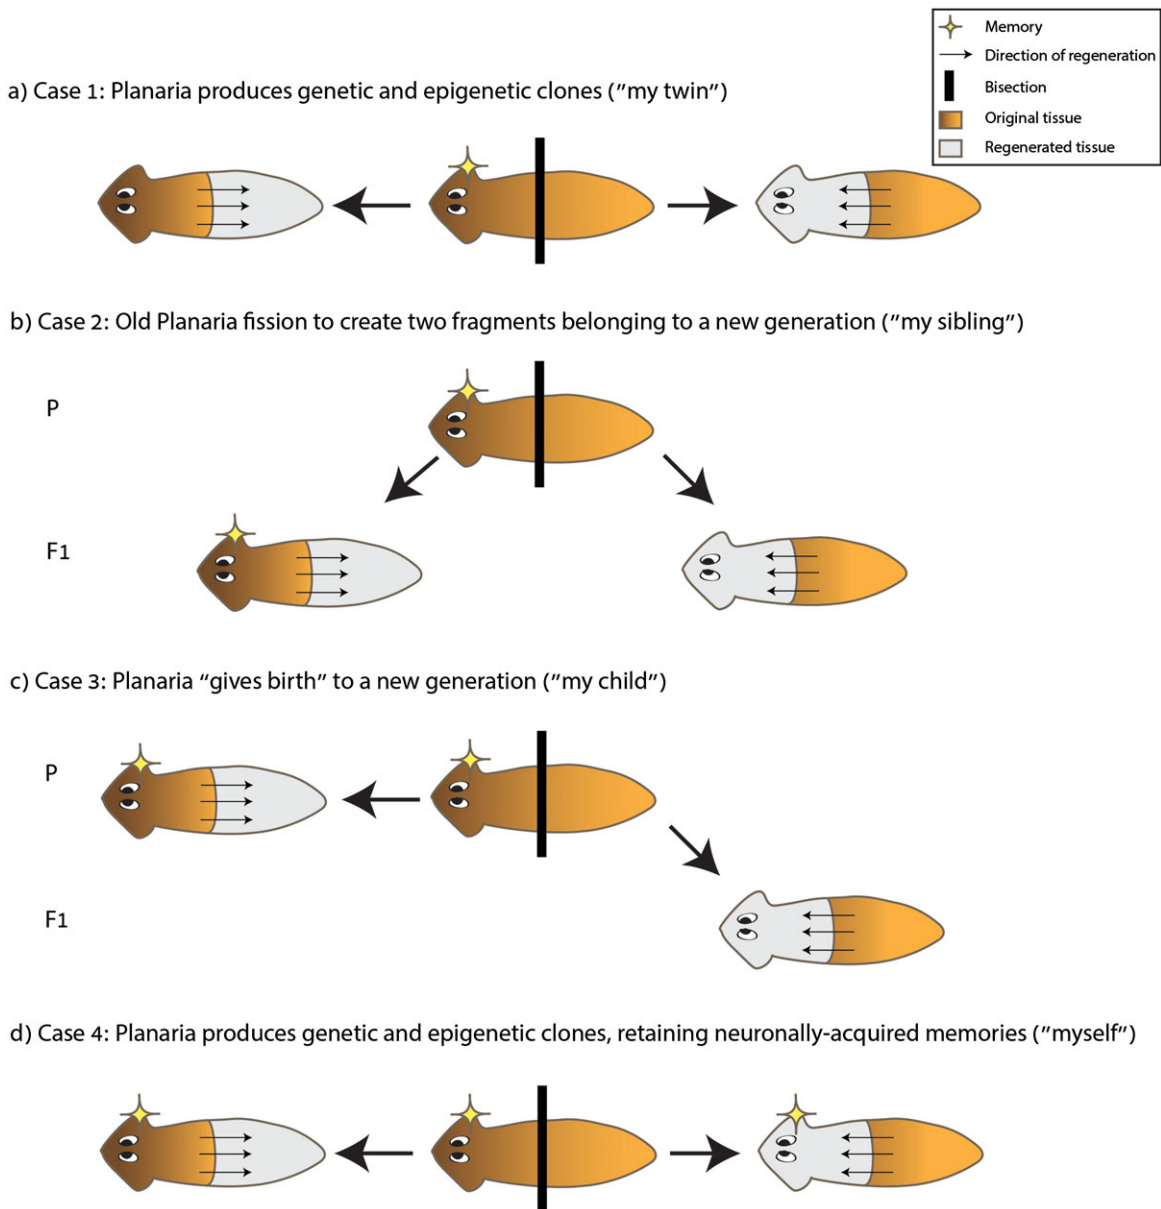 Memory
Direction of regeneration
Bisection
Original tissue
Regenerated tissue
a) Case 1: Planaria produces genetic and epigenetic clones (”my twin”)
b) Case 2: Old Planaria fission to create two fragments belonging to a new generation (”my sibling”)
P
F1
c) Case 3: Planaria “gives birth” to a new generation (”my child”)
P
F1
d) Case 4: Planaria produces genetic and epigenetic clones, retaining neuronally-acquired memories (”myself”)